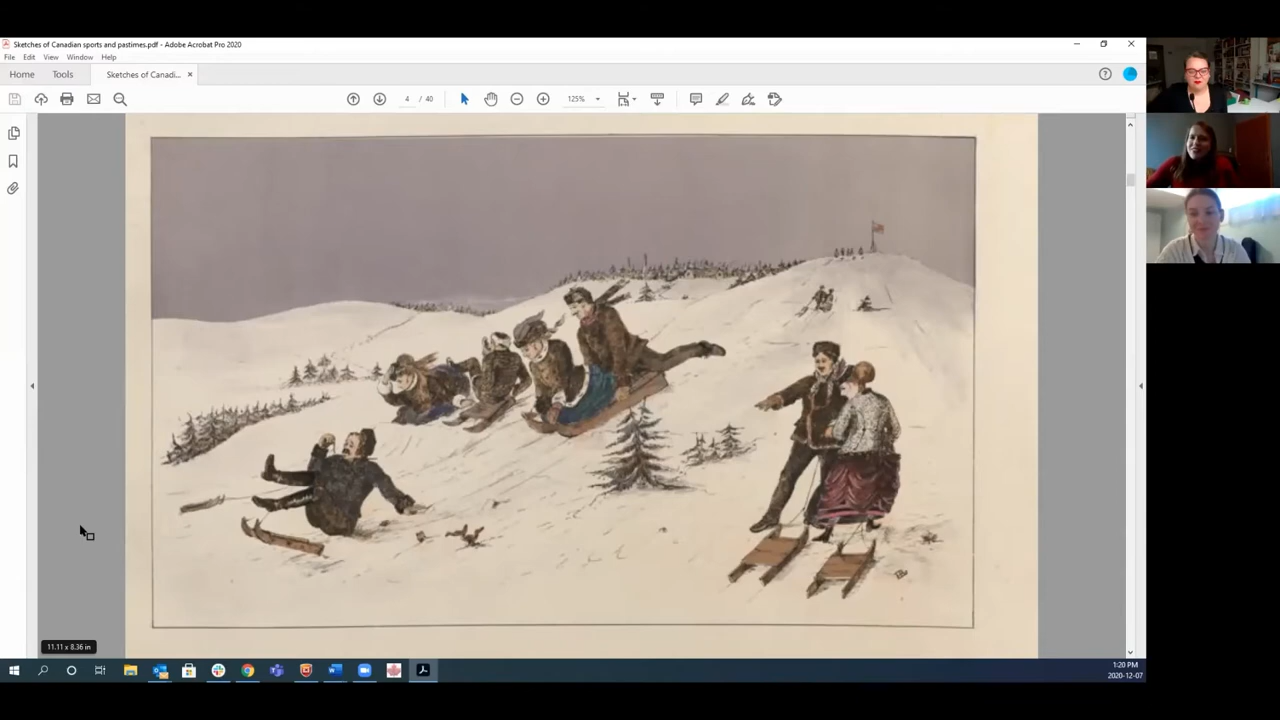 Sketches of Canadian sports and pastimes.pdf - Adobe Acrobat Pro 2020
File Edit View Window Help
Home Tools Sketches of Canadi... ×
4 / 40 125%
11.11 x 8.36 in
1:20 PM
2020-12-07